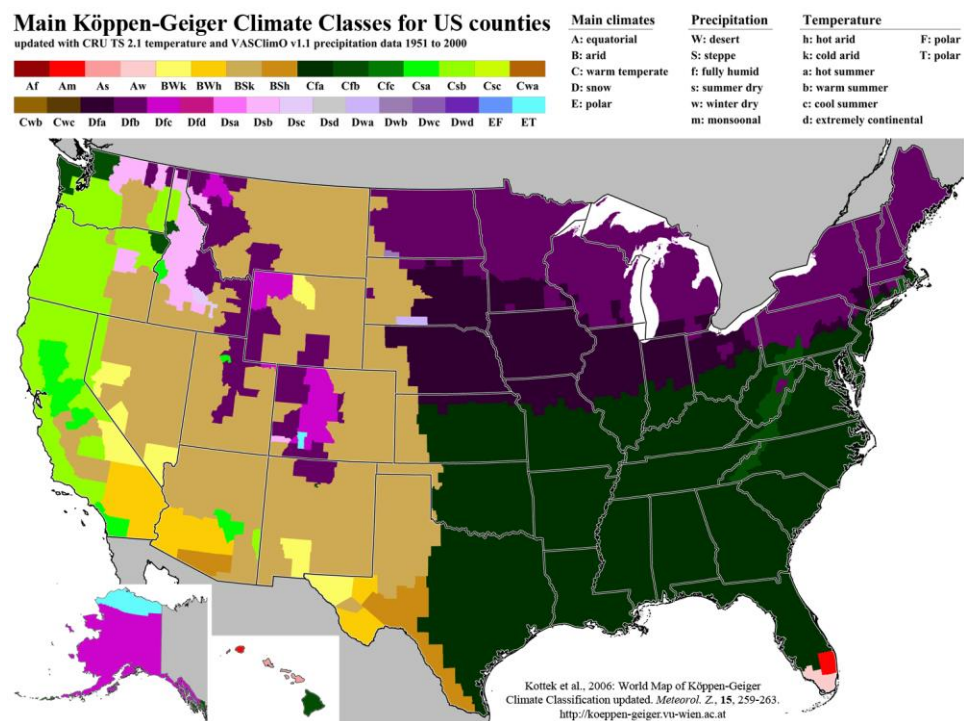 Main Köppen-Geiger Climate Classes for US counties
updated with CRU TS 2.1 temperature and VASClimO v1.1 precipitation data 1951 to 2000
Af Am As Aw BWk BWh BSk BSh Cfa Cfb Cfc Csa Csb Csc Cwa
Cwb Cwc Dfa Dfb Dfc Dfd Dsa Dsb Dsc Dsd Dwa Dwb Dwc Dwd EF ET
Main climates
A: equatorial
B: arid
C: warm temperate
D: snow
E: polar
Precipitation
W: desert
S: steppe
f: fully humid
s: summer dry
w: winter dry
m: monsoonal
Temperature
h: hot arid F: polar
k: cold arid T: polar
a: hot summer
b: warm summer
c: cool summer
d: extremely continental
Kottek et al., 2006: World Map of Köppen-Geiger
Climate Classification updated. Meteorol. Z., 15, 259-263.
http://koeppen-geiger.vu-wien.ac.at